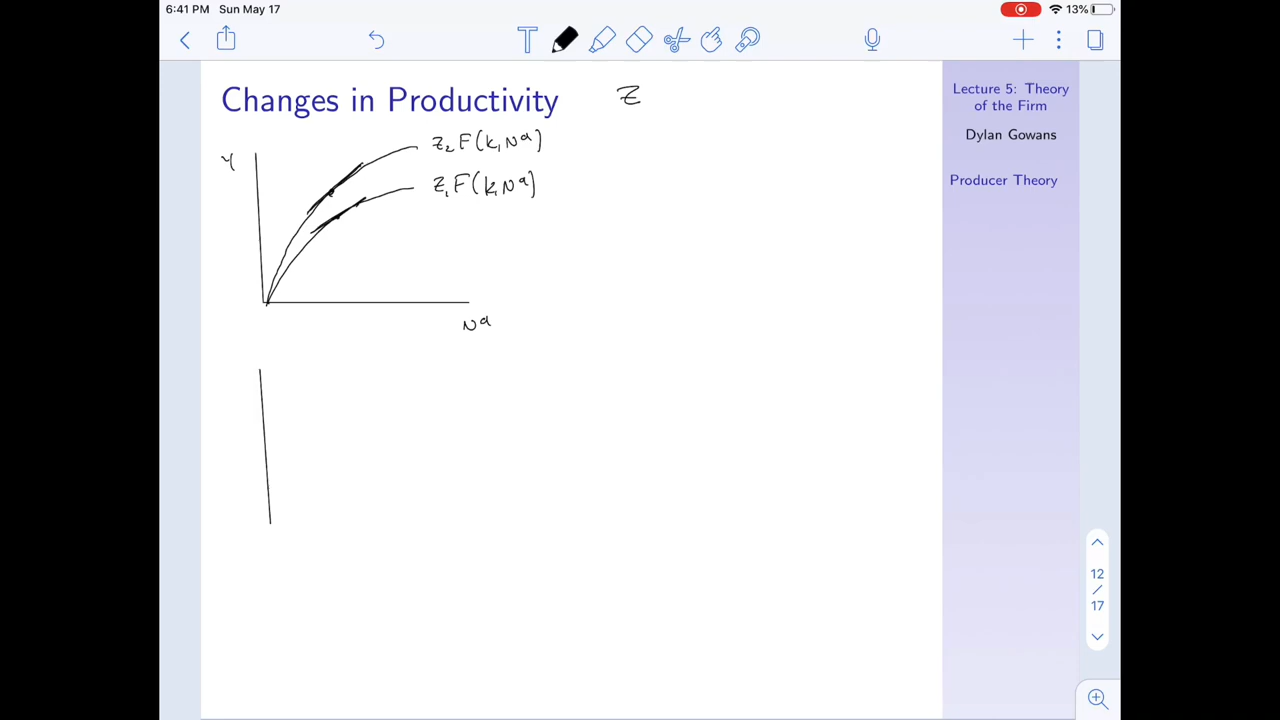 6:41 PM Sun May 17
13%
Changes in Productivity Z
Lecture 5: Theory
of the Firm
Dylan Gowans
Producer Theory
Y
z₂F(K,Nᵈ)
z₁F(K,Nᵈ)
Nᵈ
12
/
17